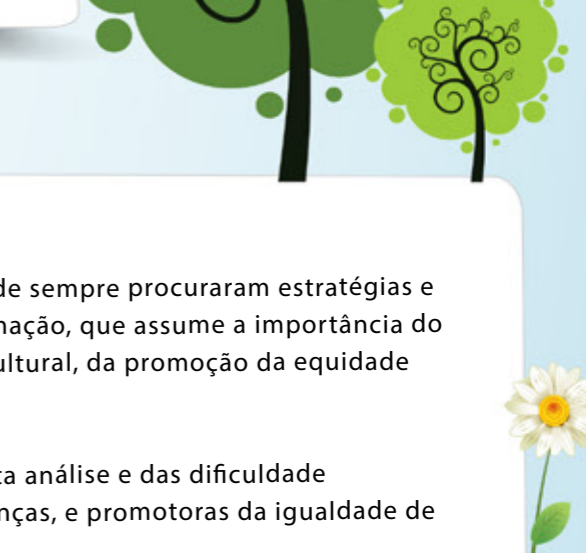 de sempre procuraram estratégias e
mação, que assume a importância do
ultural, da promoção da equidade
ta análise e das dificuldade
nças, e promotoras da igualdade de